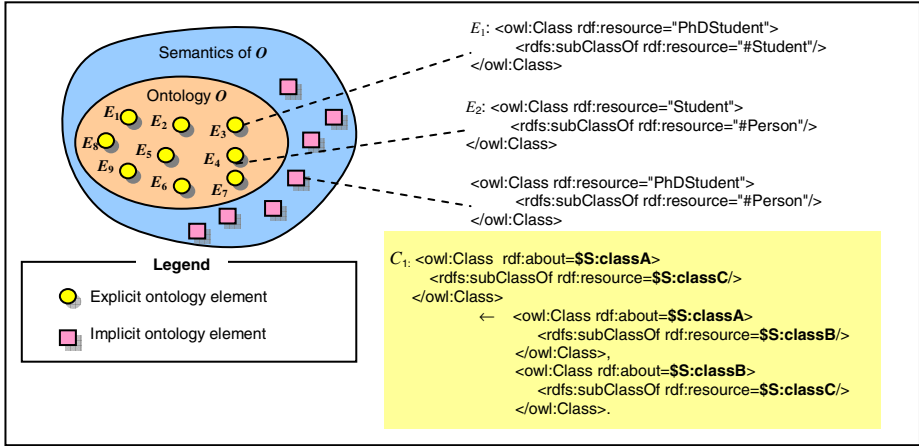 Semantics of O
Ontology O
E1
E2
E3
E8
E5
E4
E9
E6
E7
Legend
Explicit ontology element
Implicit ontology element
E1: <owl:Class rdf:resource="PhDStudent">
<rdfs:subClassOf rdf:resource="#Student"/>
</owl:Class>
E2: <owl:Class rdf:resource="Student">
<rdfs:subClassOf rdf:resource="#Person"/>
</owl:Class>
<owl:Class rdf:resource="PhDStudent">
<rdfs:subClassOf rdf:resource="#Person"/>
</owl:Class>
C1: <owl:Class rdf:about=$S:classA>
<rdfs:subClassOf rdf:resource=$S:classC/>
</owl:Class>
← <owl:Class rdf:about=$S:classA>
<rdfs:subClassOf rdf:resource=$S:classB/>
</owl:Class>,
<owl:Class rdf:about=$S:classB>
<rdfs:subClassOf rdf:resource=$S:classC/>
</owl:Class>.